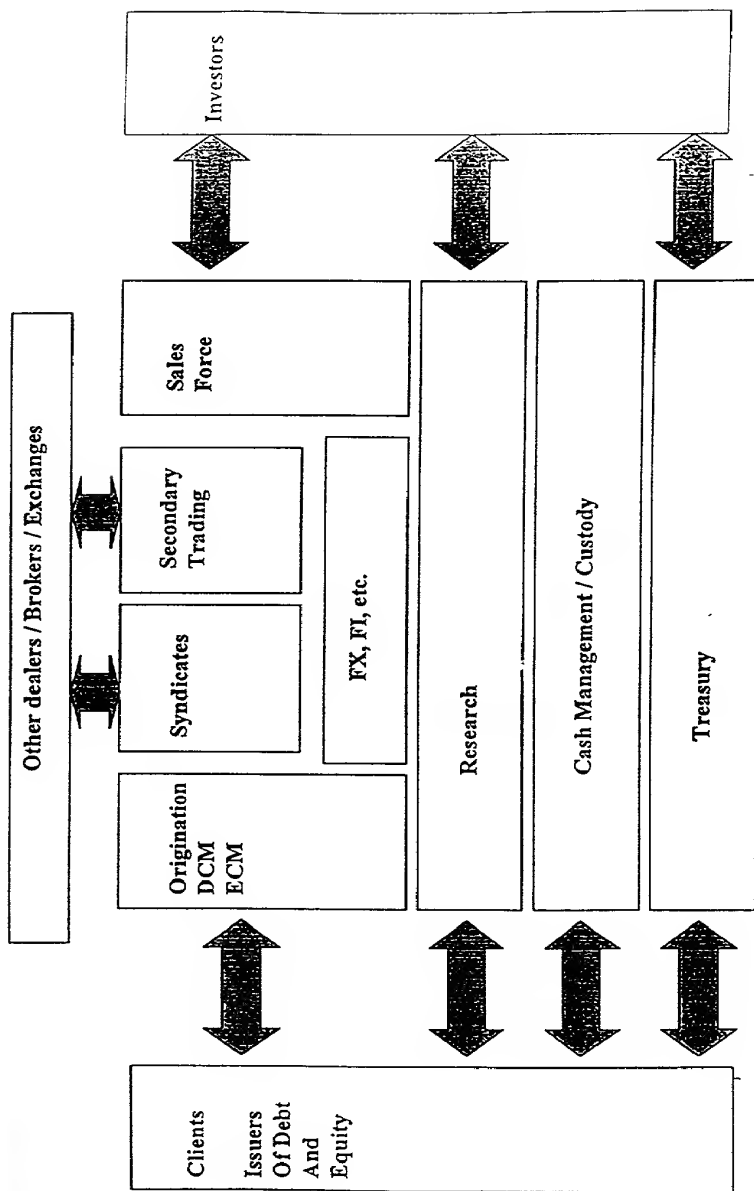 Other dealers / Brokers / Exchanges
Clients
Issuers
Of Debt
And
Equity
Origination
DCM
ECM
Syndicates
Secondary
Trading
Sales
Force
FX, FI, etc.
Research
Cash Management / Custody
Treasury
Investors